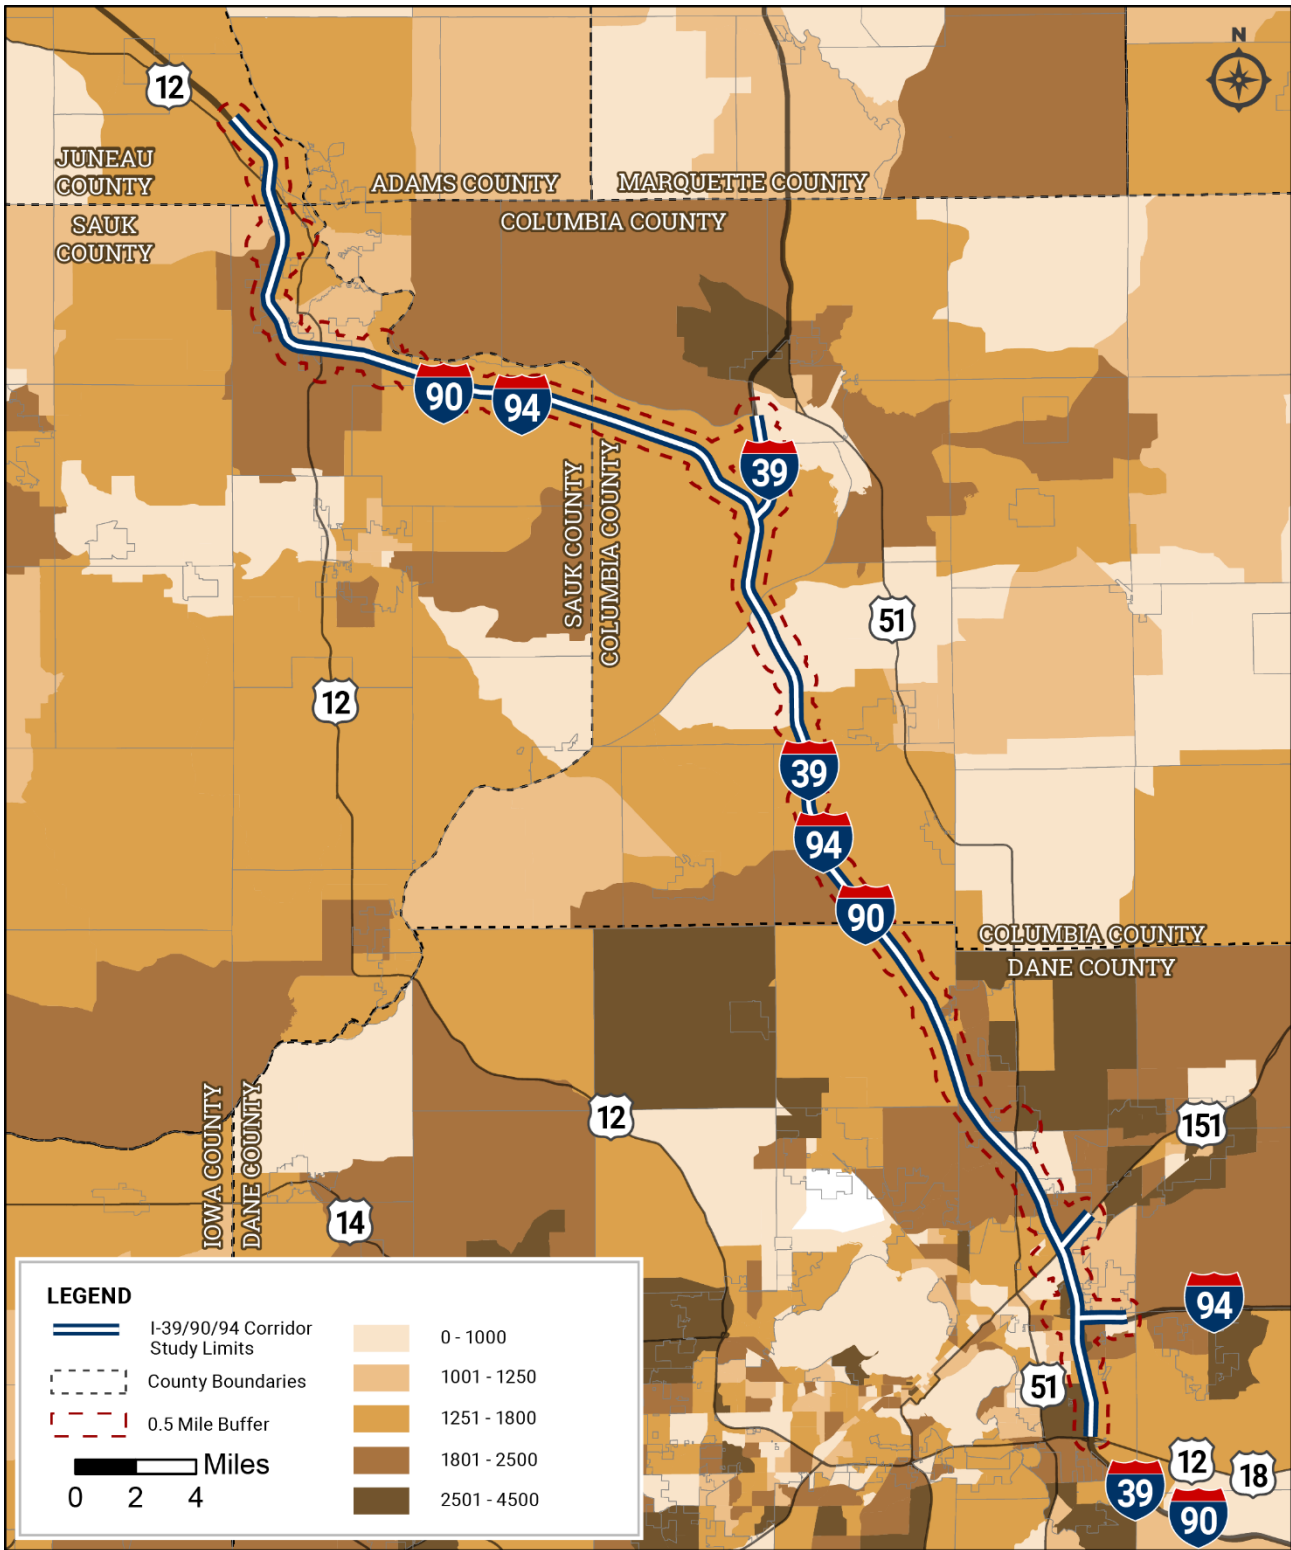 N
12
JUNEAU
COUNTY
ADAMS COUNTY
MARQUETTE COUNTY
SAUK
COUNTY
COLUMBIA COUNTY
90
94
39
SAUK COUNTY
COLUMBIA COUNTY
51
12
39
94
90
COLUMBIA COUNTY
DANE COUNTY
IOWA COUNTY
DANE COUNTY
12
151
14
94
51
12
18
39
90
LEGEND
I-39/90/94 Corridor
Study Limits
County Boundaries
0.5 Mile Buffer
Miles
0 2 4
0 - 1000
1001 - 1250
1251 - 1800
1801 - 2500
2501 - 4500